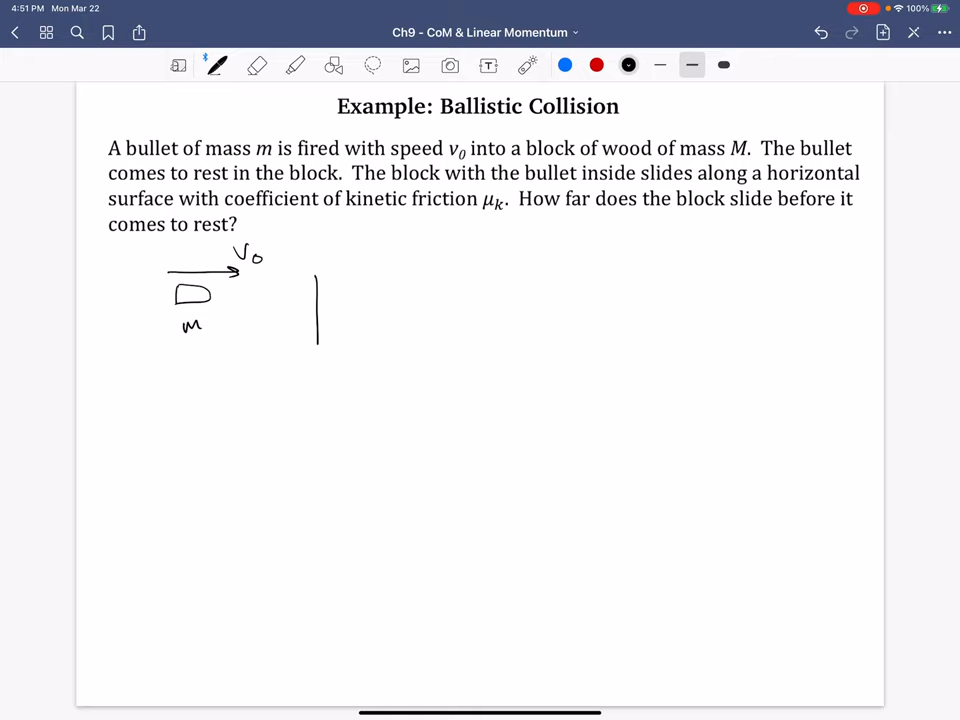 4:51 PM Mon Mar 22
100%
Ch9 - CoM & Linear Momentum
T
Example: Ballistic Collision
A bullet of mass m is fired with speed v₀ into a block of wood of mass M. The bullet
comes to rest in the block. The block with the bullet inside slides along a horizontal
surface with coefficient of kinetic friction μₖ. How far does the block slide before it
comes to rest?
V₀
m